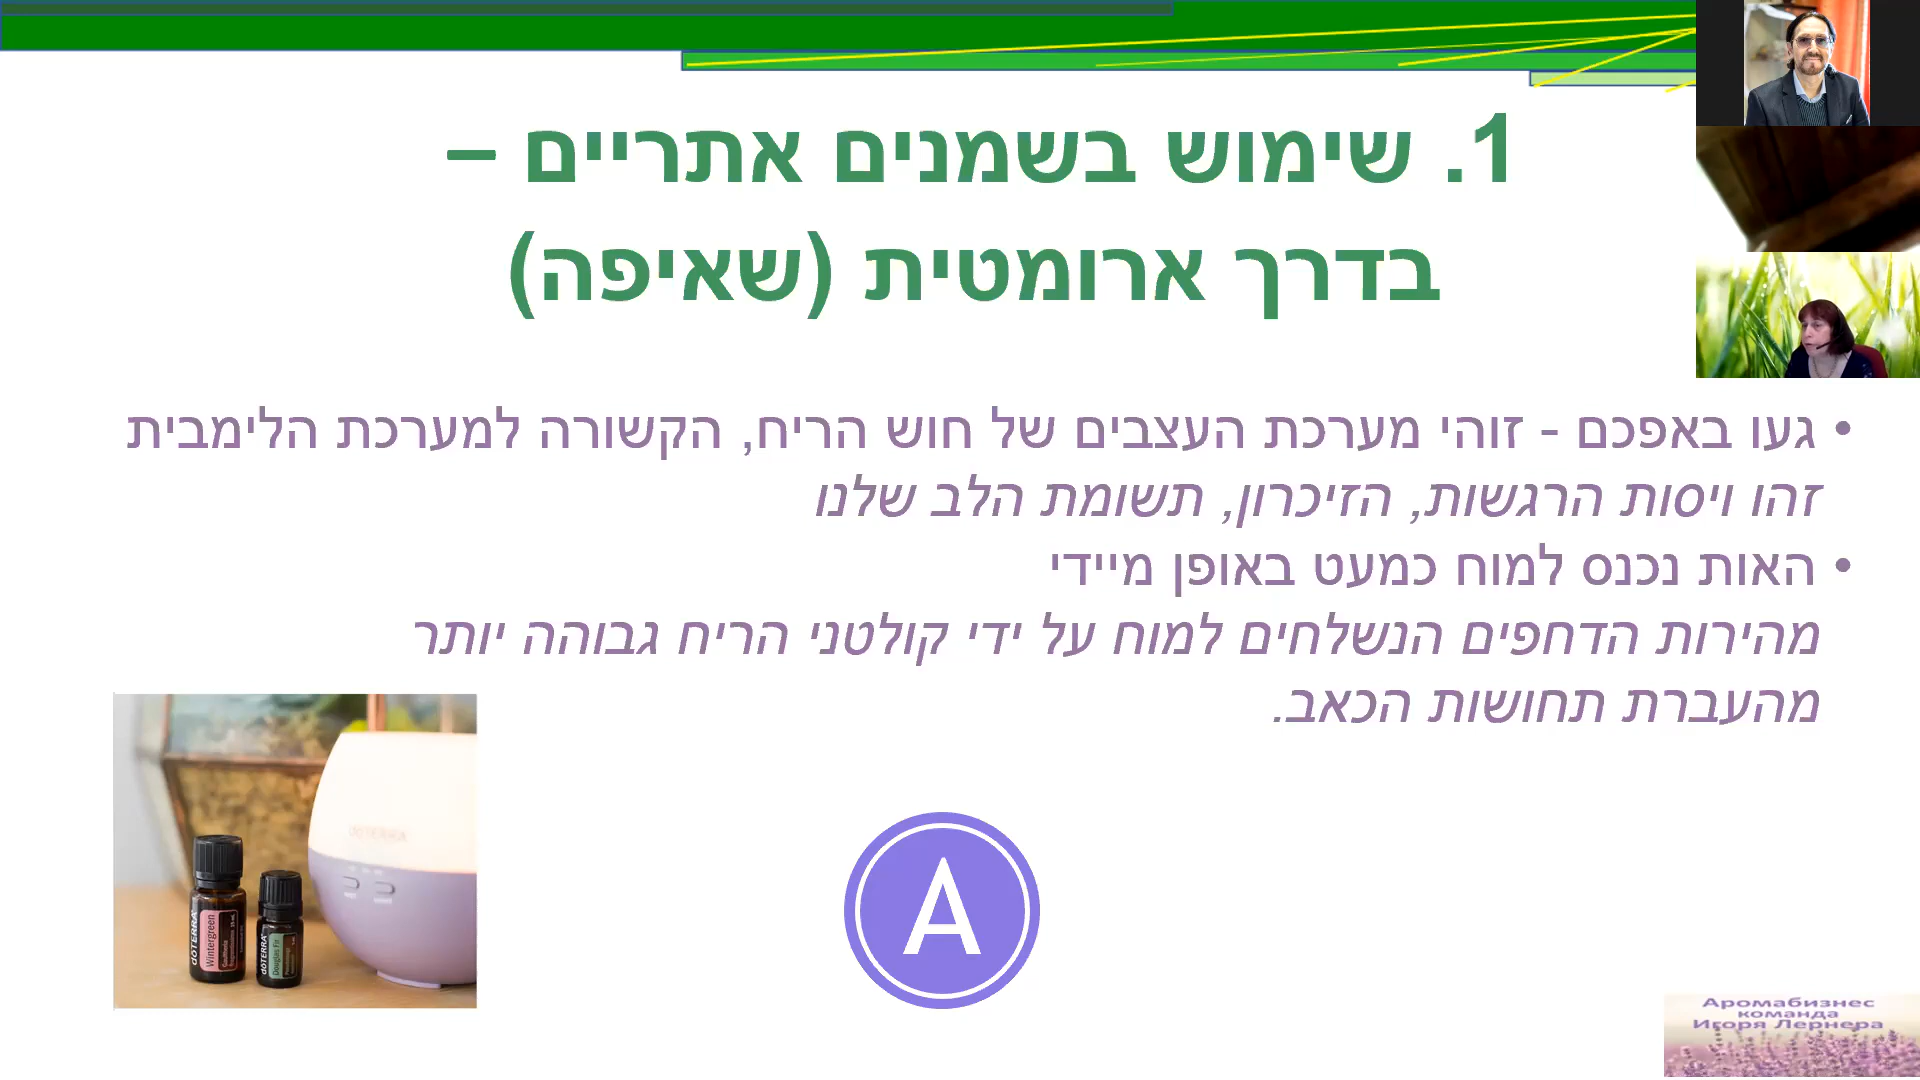 1. שימוש בשמנים אתריים –
בדרך ארומטית (שאיפה)
• געו באפכם - זוהי מערכת העצבים של חוש הריח, הקשורה למערכת הלימבית
זהו ויסות הרגשות, הזיכרון, תשומת הלב שלנו
• האות נכנס למוח כמעט באופן מיידי
מהירות הדחפים הנשלחים למוח על ידי קולטני הריח גבוהה יותר
מהעברת תחושות הכאב.
dōTERRA
dōTERRA
Wintergreen
dōTERRA
Douglas Fir
A
Аромабизнес
команда
Игоря Лернера